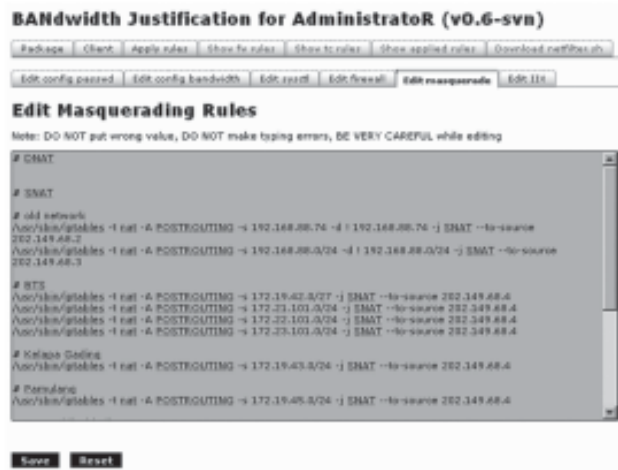 BANdwidth Justification for AdministratoR (v0.6-svn)
Package Client Apply rules Show fw rules Show tc rules Show applied rules Download netfilter.sh
Edit config passwd Edit config bandwidth Edit sysctl Edit firewall Edit masquerade Edit IIX
Edit Masquerading Rules
Note: DO NOT put wrong value, DO NOT make typing errors, BE VERY CAREFUL while editing
# DNAT
# SNAT
# old network
/usr/sbin/iptables -t nat -A POSTROUTING -s 192.168.88.74 -d ! 192.168.88.74 -j SNAT --to-source
202.149.68.2
/usr/sbin/iptables -t nat -A POSTROUTING -s 192.168.88.0/24 -d ! 192.168.88.0/24 -j SNAT --to-source
202.149.68.3
# BTS
/usr/sbin/iptables -t nat -A POSTROUTING -s 172.19.42.0/27 -j SNAT --to-source 202.149.68.4
/usr/sbin/iptables -t nat -A POSTROUTING -s 172.21.101.0/24 -j SNAT --to-source 202.149.68.4
/usr/sbin/iptables -t nat -A POSTROUTING -s 172.22.101.0/24 -j SNAT --to-source 202.149.68.4
/usr/sbin/iptables -t nat -A POSTROUTING -s 172.23.101.0/24 -j SNAT --to-source 202.149.68.4
# Kelapa Gading
/usr/sbin/iptables -t nat -A POSTROUTING -s 172.19.43.0/24 -j SNAT --to-source 202.149.68.4
# Pamulang
/usr/sbin/iptables -t nat -A POSTROUTING -s 172.19.45.0/24 -j SNAT --to-source 202.149.68.4
Save Reset